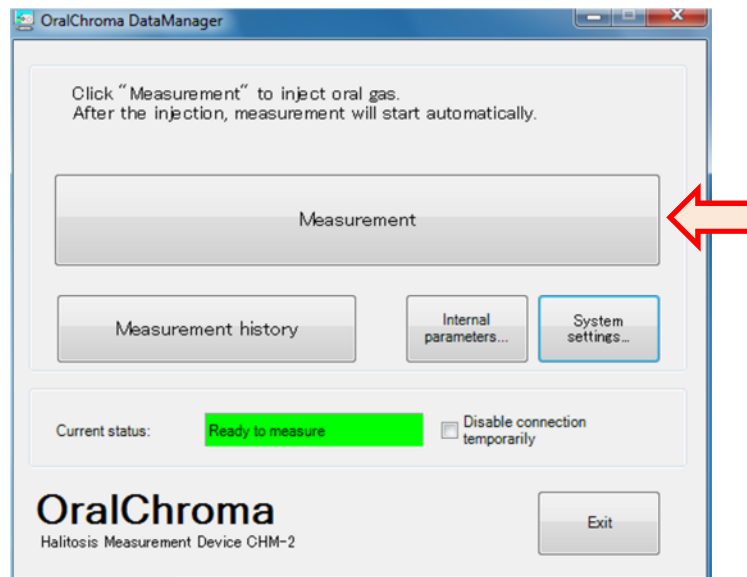 OralChroma DataManager
Click "Measurement" to inject oral gas.
After the injection, measurement will start automatically.
Measurement
Measurement history
Internal
parameters...
System
settings...
Current status:
Ready to measure
Disable connection
temporarily
OralChroma
Halitosis Measurement Device CHM-2
Exit